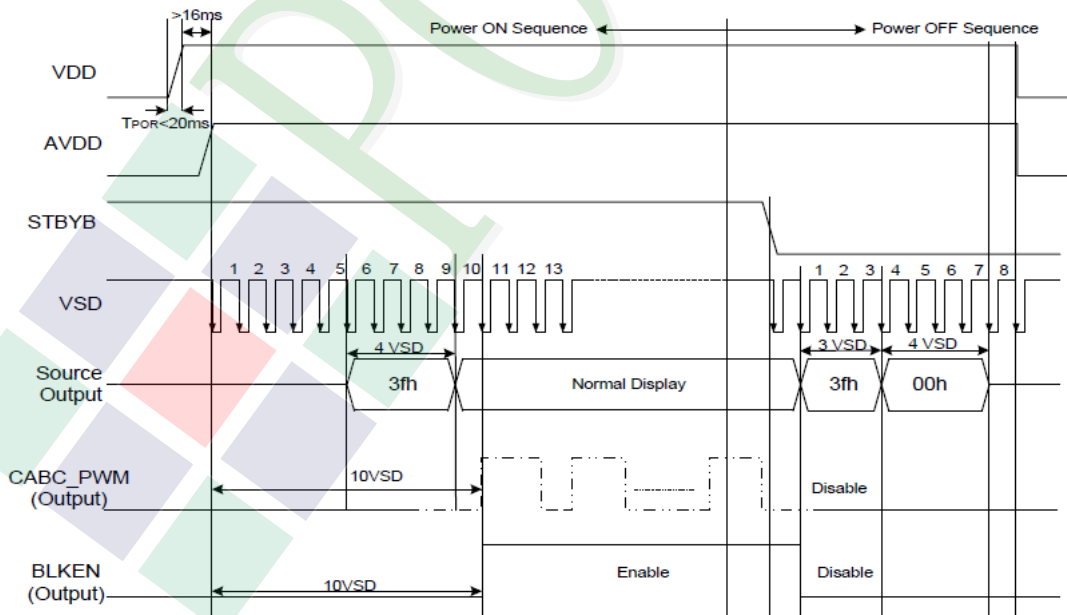 >16ms
Power ON Sequence
Power OFF Sequence
VDD
TPOR<20ms
AVDD
STBYB
1 2 3 4 5 6 7 8 9 10 11 12 13
1 2 3 4 5 6 7 8
VSD
4 VSD
3 VSD
4 VSD
Source
Output
3fh
Normal Display
3fh
00h
CABC_PWM
(Output)
10VSD
Disable
BLKEN
(Output)
10VSD
Enable
Disable